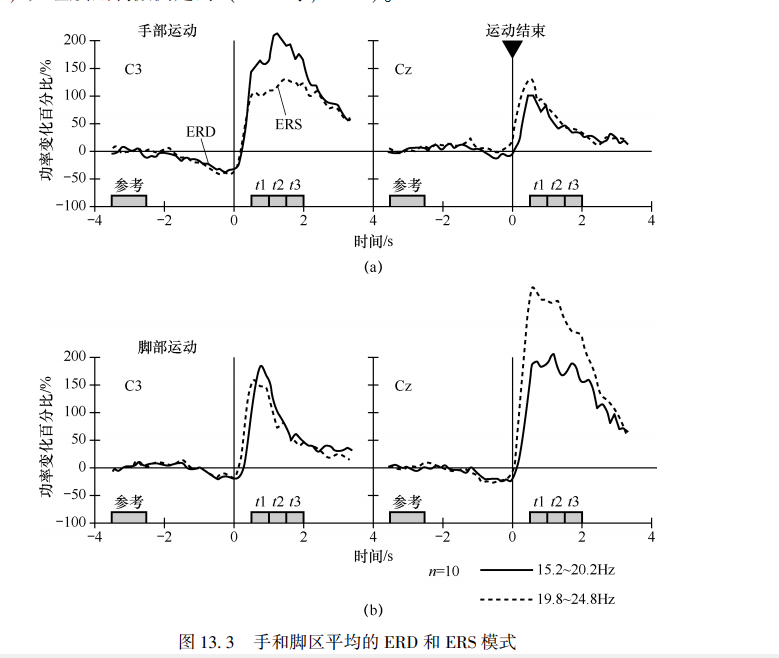 手部运动
运动结束
功率变化百分比/%
200
150
100
50
0
−50
−100
C3
ERD
ERS
参考
t1 t2 t3
−4 −2 0 2 4
Cz
参考
t1 t2 t3
−2 0 2 4
时间/s
(a)
脚部运动
功率变化百分比/%
200
150
100
50
0
−50
−100
C3
参考
t1 t2 t3
−4 −2 0 2 4
Cz
参考
t1 t2 t3
−2 0 2 4
时间/s
n=10
15.2~20.2Hz
19.8~24.8Hz
(b)
图 13.3 手和脚区平均的 ERD 和 ERS 模式